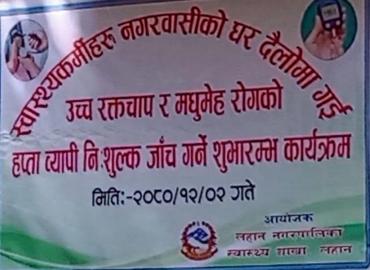 स्वास्थ्यकर्मीहरु नगरवासीको घर दैलोमा गई
उच्च रक्तचाप र मधुमेह रोगको
हप्ता व्यापी निःशुल्क जाँच गर्ने शुभारम्भ कार्यक्रम
मिति:-२०८०/१२/०२ गते
आयोजक
लहान नगरपालिका
स्वास्थ्य शाखा लहान